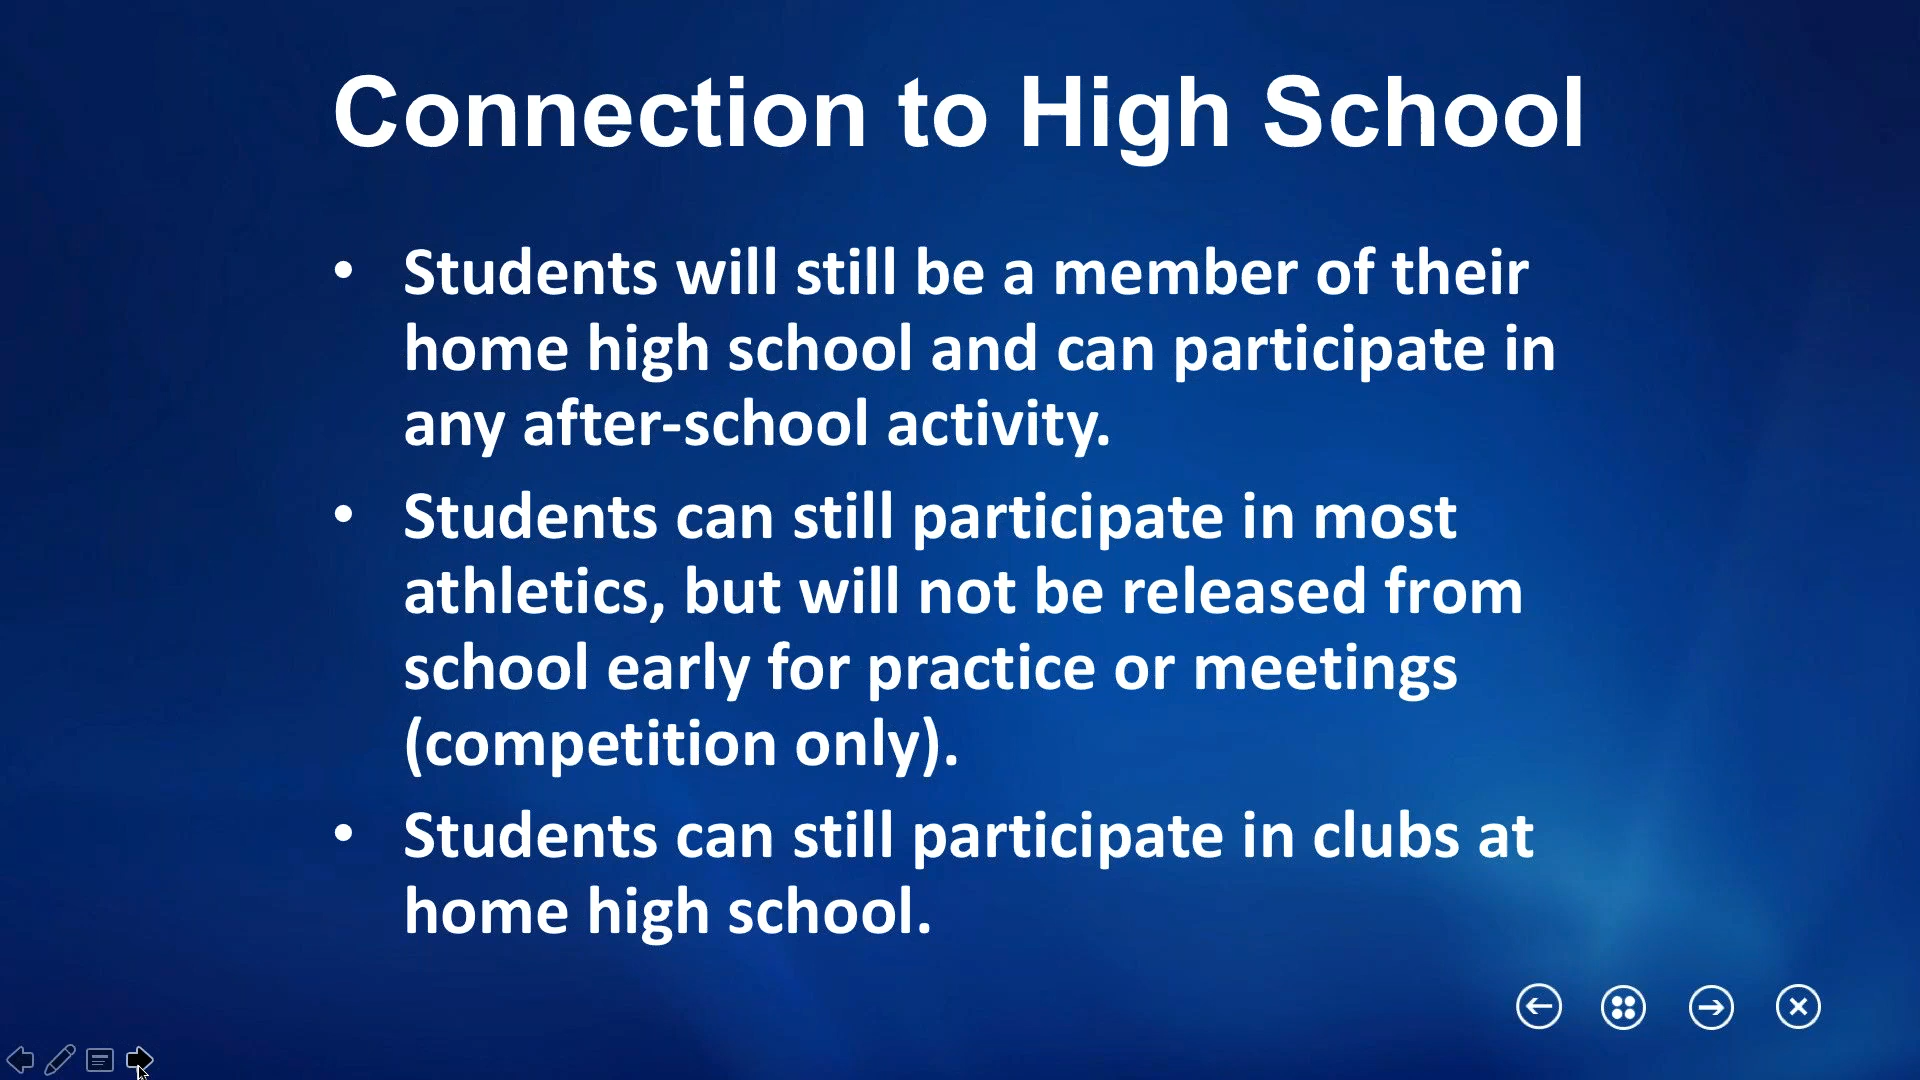 Connection to High School
• Students will still be a member of their
home high school and can participate in
any after-school activity.
• Students can still participate in most
athletics, but will not be released from
school early for practice or meetings
(competition only).
• Students can still participate in clubs at
home high school.